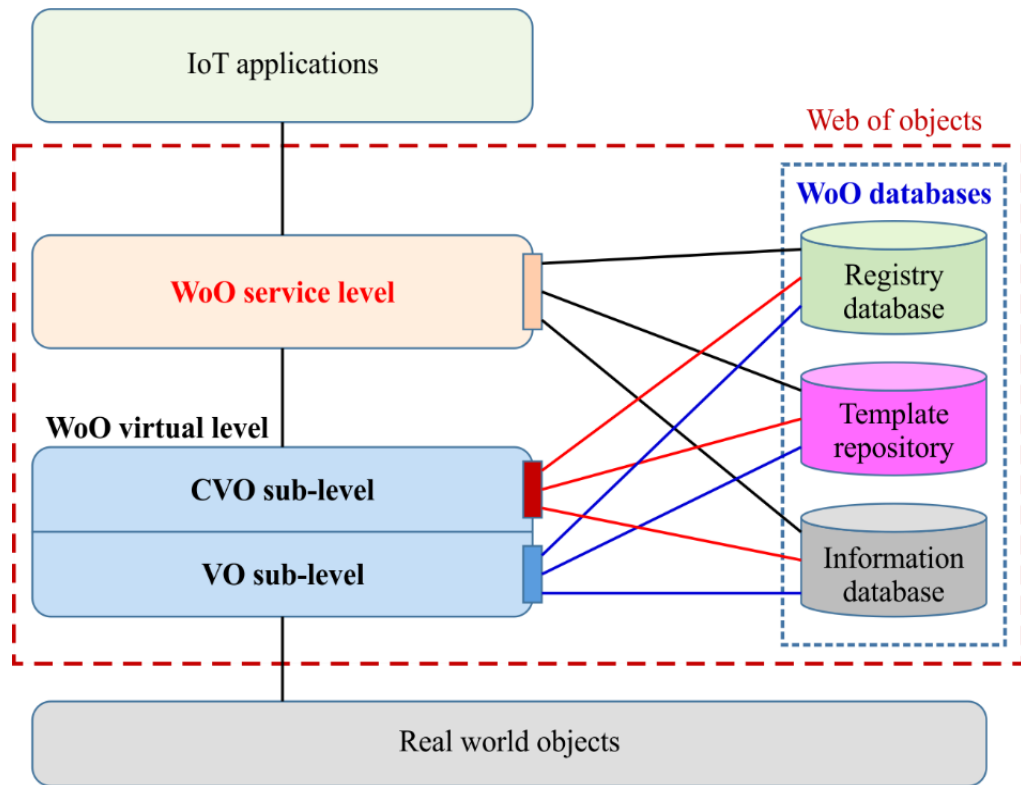 IoT applications
Web of objects
WoO databases
WoO service level
Registry
database
Template
repository
WoO virtual level
CVO sub-level
VO sub-level
Information
database
Real world objects